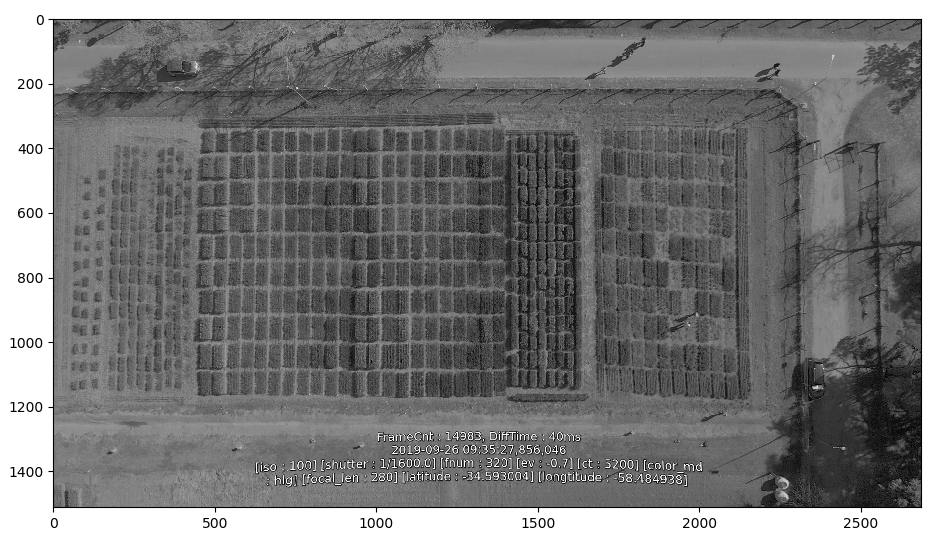 0
200
400
600
800
1000
1200
1400
FrameCnt : 14983, DiffTime : 40ms
2019-09-26 09:35:27,856,046
[iso : 100] [shutter : 1/1600.0] [fnum : 320] [ev : -0.7] [ct : 5200] [color_md
: hlg] [focal_len : 280] [latitude : -34.593004] [longtitude : -58.484938]
0 500 1000 1500 2000 2500